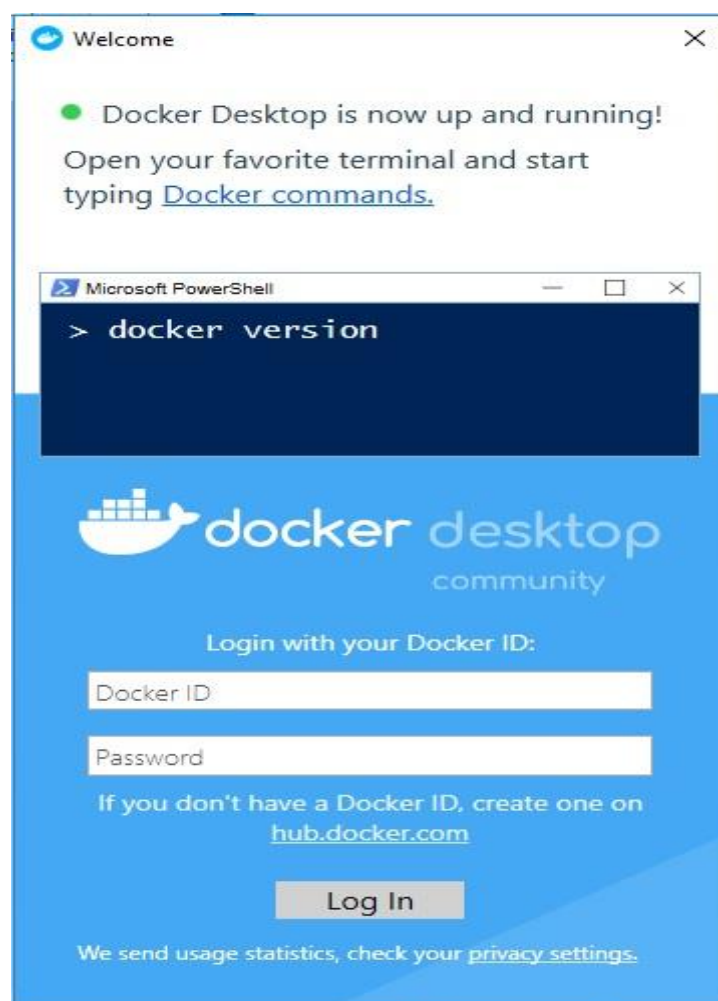 Welcome
Docker Desktop is now up and running!
Open your favorite terminal and start
typing Docker commands.
Microsoft PowerShell
> docker version
docker desktop
community
Login with your Docker ID:
Docker ID
Password
If you don't have a Docker ID, create one on
hub.docker.com
Log In
We send usage statistics, check your privacy settings.